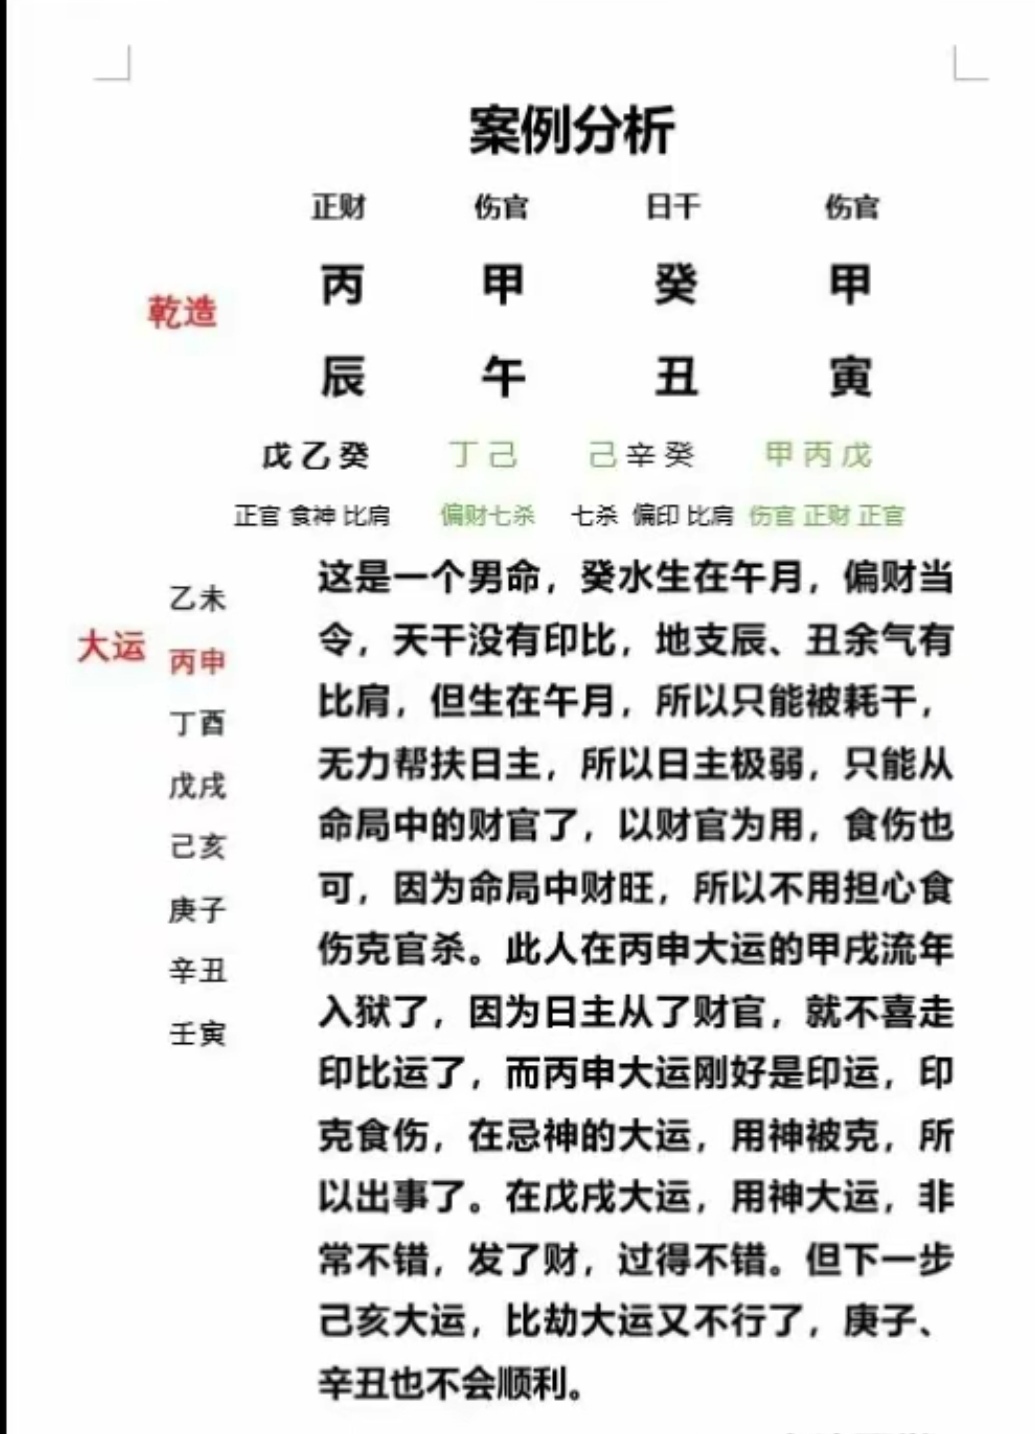 案例分析
正财 伤官 日干 伤官
丙 甲 癸 甲
乾造
辰 午 丑 寅
戊乙癸 丁己 己辛癸 甲丙戊
正官 食神 比肩 偏财七杀 七杀 偏印 比肩 伤官 正财 正官
大运
乙未
丙申
丁酉
戊戌
己亥
庚子
辛丑
壬寅
这是一个男命，癸水生在午月，偏财当
令，天干没有印比，地支辰、丑余气有
比肩，但生在午月，所以只能被耗干，
无力帮扶日主，所以日主极弱，只能从
命局中的财官了，以财官为用，食伤也
可，因为命局中财旺，所以不用担心食
伤克官杀。此人在丙申大运的甲戌流年
入狱了，因为日主从了财官，就不喜走
印比运了，而丙申大运刚好是印运，印
克食伤，在忌神的大运，用神被克，所
以出事了。在戊戌大运，用神大运，非
常不错，发了财，过得不错。但下一步
己亥大运，比劫大运又不行了，庚子、
辛丑也不会顺利。